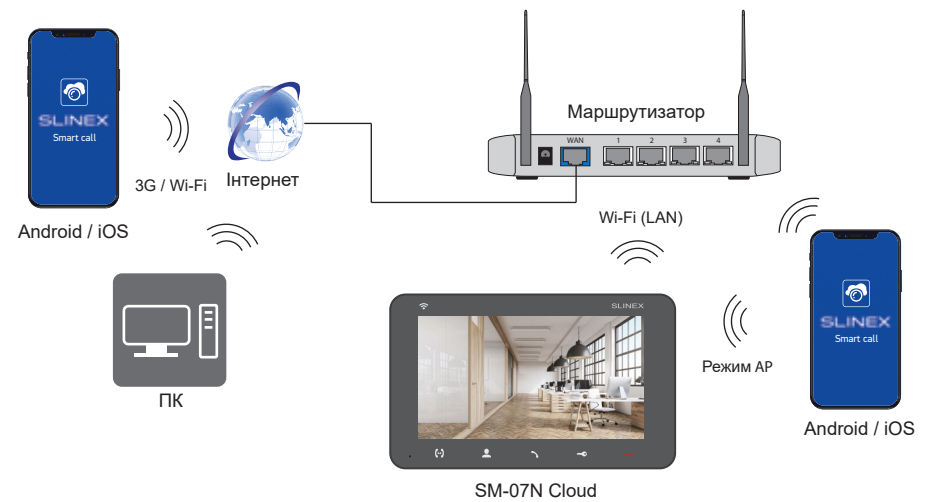 SLINEX
Smart call
3G / Wi-Fi
Android / iOS
Інтернет
ПК
Маршрутизатор
WAN 1 2 3 4
Wi-Fi (LAN)
SLINEX
SM-07N Cloud
Режим AP
SLINEX
Smart call
Android / iOS